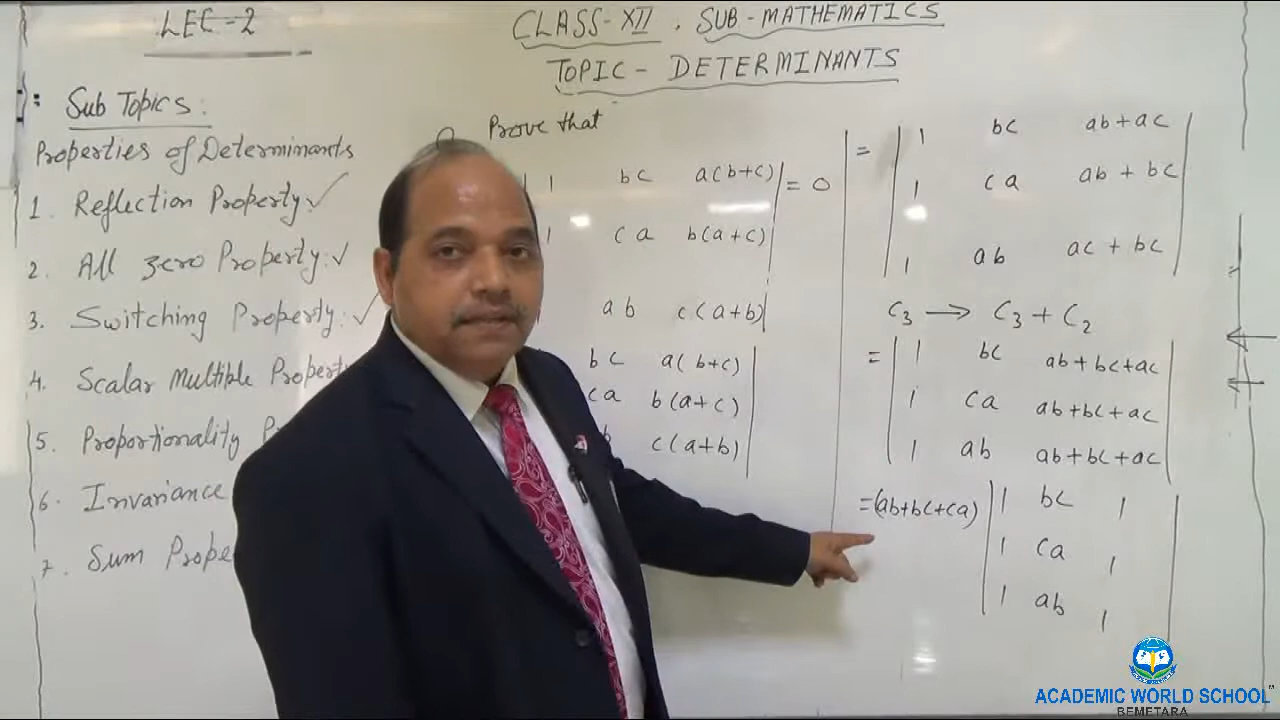 LEC-2
CLASS-XII, SUB-MATHEMATICS
TOPIC- DETERMINANTS
Sub Topics:
Properties of Determinants
1. Reflection Property ✓
2. All zero Property: ✓
3. Switching Property: ✓
4. Scalar Multiple Property
5. Proportionality
6. Invariance
7. Sum
Prove that
1 bc a(b+c)
= 0
1 ca b(a+c)
ab c(a+b)
bc a(b+c)
ca b(a+c)
c(a+b)
= 1 bc ab+ac
1 ca ab+bc
1 ab ac+bc
C3 → C3 + C2
= 1 bc ab+bc+ac
1 ca ab+bc+ac
1 ab ab+bc+ac
=(ab+bc+ca) 1 bc 1
1 ca 1
1 ab 1
ACADEMIC WORLD SCHOOL
BEMETARA